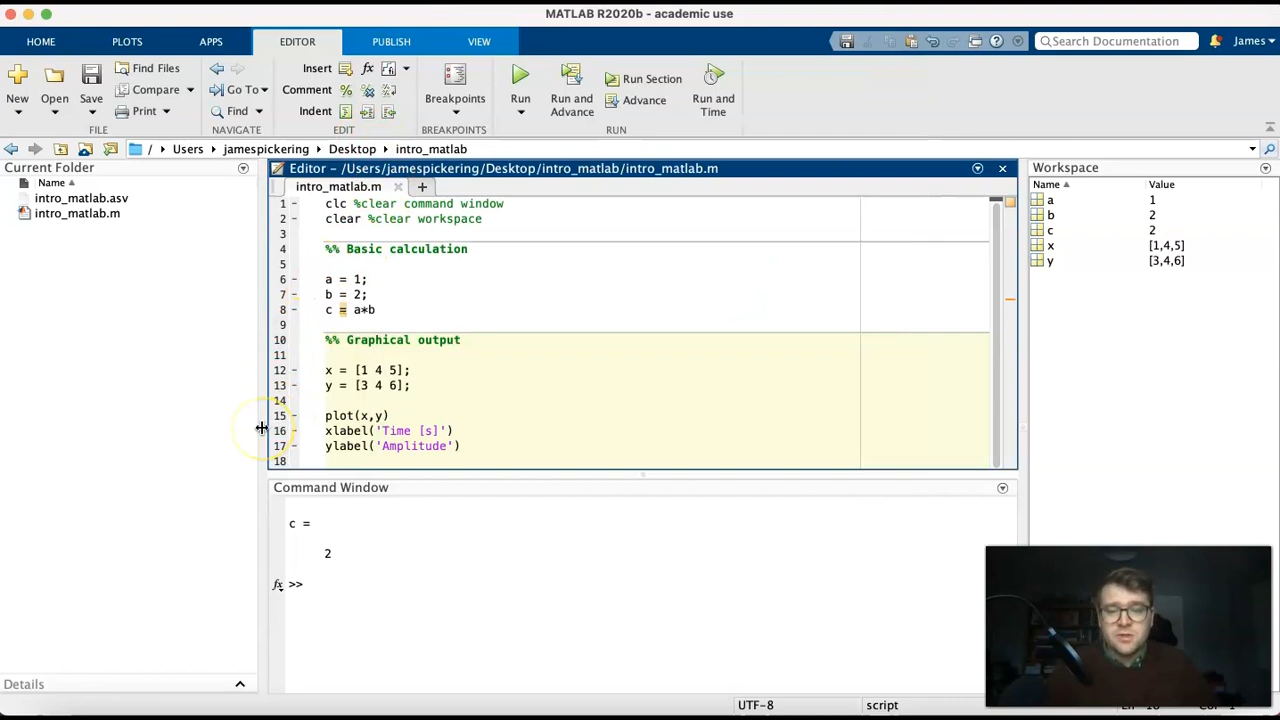 MATLAB R2020b - academic use
HOME PLOTS APPS EDITOR PUBLISH VIEW Search Documentation James
New Open Save Find Files Compare Print
FILE
Go To Find
NAVIGATE
Insert fx
Comment % %
Indent
EDIT
Breakpoints
BREAKPOINTS
Run Run and Advance Run Section Advance Run and Time
RUN
/ Users jamespickering Desktop intro_matlab
Current Folder
Name
intro_matlab.asv
intro_matlab.m
Details
Editor - /Users/jamespickering/Desktop/intro_matlab/intro_matlab.m
intro_matlab.m +
1 - clc %clear command window
2 - clear %clear workspace
3
4 %% Basic calculation
5
6 - a = 1;
7 - b = 2;
8 - c = a*b
9
10 %% Graphical output
11
12 - x = [1 4 5];
13 - y = [3 4 6];
14
15 - plot(x,y)
16 - xlabel('Time [s]')
17 - ylabel('Amplitude')
18
Command Window
c =
2
fx >>
Workspace
Name Value
a 1
b 2
c 2
x [1,4,5]
y [3,4,6]
UTF-8 script